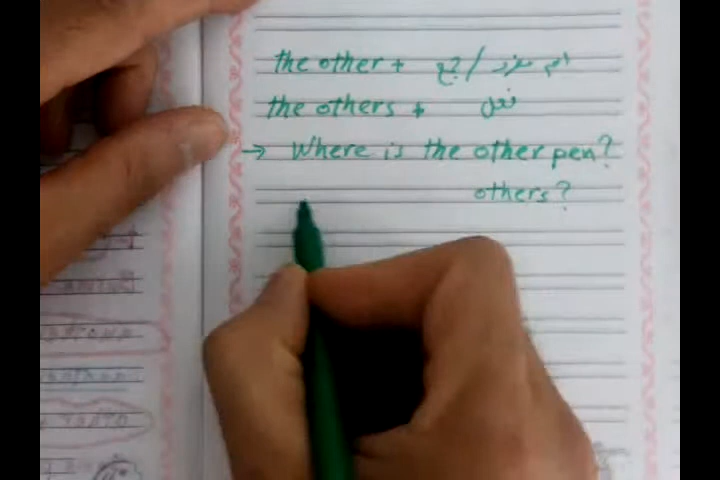 the other + اسم مفرد / جمع
the others + فعل
→ Where is the other pen?
others?